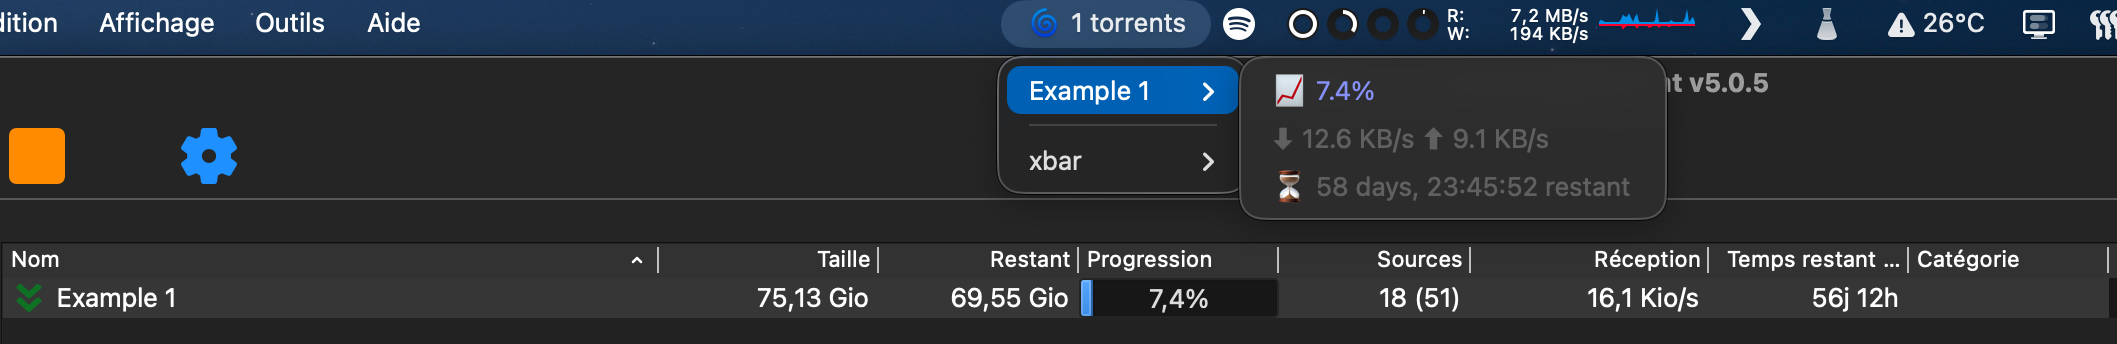 dition Affichage Outils Aide 1 torrents R: 7,2 MB/s 26°C
W: 194 KB/s
Example 1 7.4% nt v5.0.5
12.6 KB/s 9.1 KB/s
xbar
58 days, 23:45:52 restant
Nom Taille Restant Progression Sources Réception Temps restant ... Catégorie
Example 1 75,13 Gio 69,55 Gio 7,4% 18 (51) 16,1 Kio/s 56j 12h